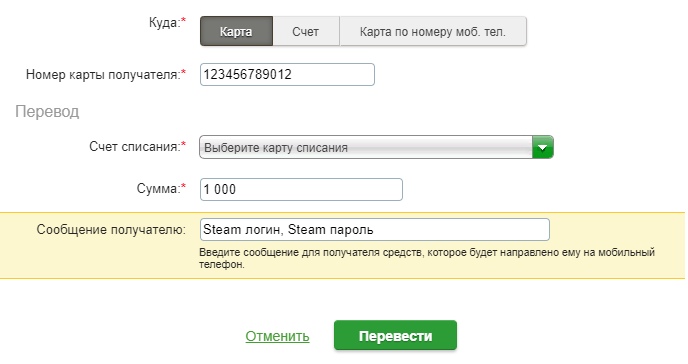 Куда:* Карта Счет Карта по номеру моб. тел.
Номер карты получателя:* 123456789012
Перевод
Счет списания:* Выберите карту списания
Сумма:* 1 000
Сообщение получателю: Steam логин, Steam пароль
Введите сообщение для получателя средств, которое будет направлено ему на мобильный
телефон.
Отменить Перевести